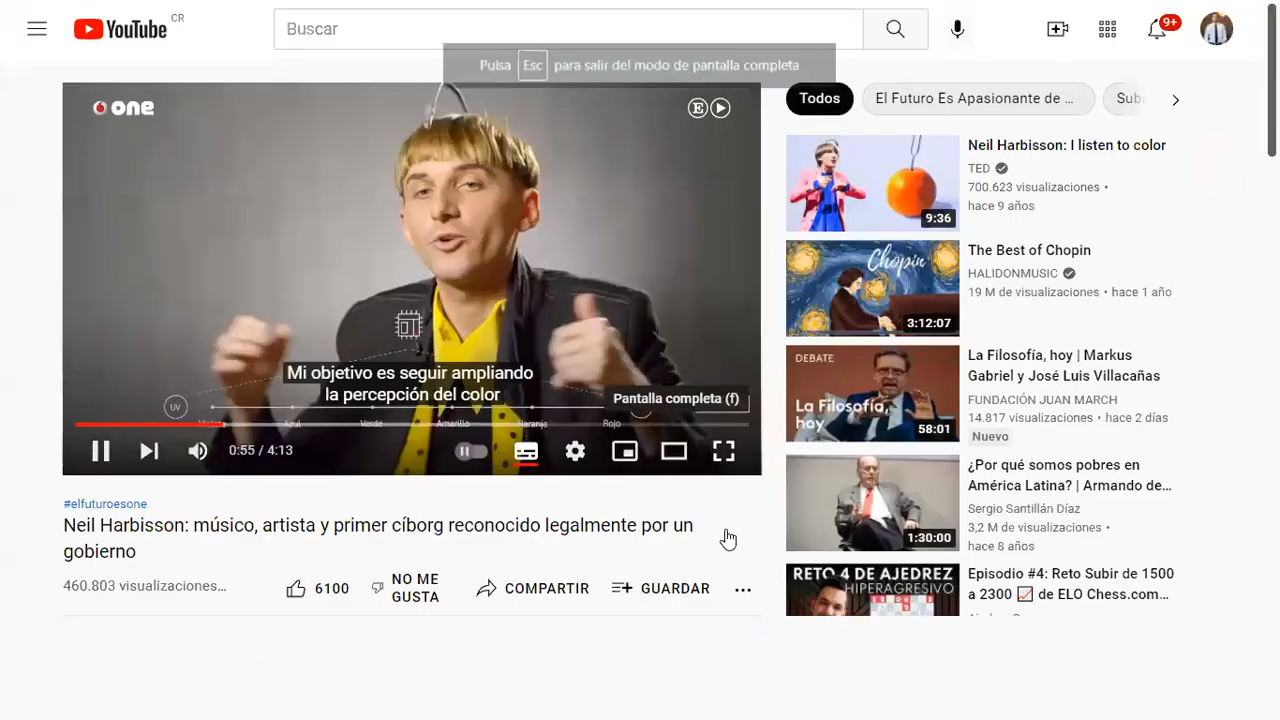 YouTube CR
Buscar
9+
Pulsa Esc para salir del modo de pantalla completa
one
E
Mi objetivo es seguir ampliando
la percepción del color
Pantalla completa (f)
UV
Violeta Azul Verde Amarillo Naranja Rojo
0:55 / 4:13
#elfuturoesone
Neil Harbisson: músico, artista y primer cíborg reconocido legalmente por un
gobierno
460.803 visualizaciones...
6100
NO ME
GUSTA
COMPARTIR
GUARDAR
Todos
El Futuro Es Apasionante de ...
Neil Harbisson: I listen to color
TED
700.623 visualizaciones •
hace 9 años
9:36
The Best of Chopin
HALIDONMUSIC
19 M de visualizaciones • hace 1 año
Chopin
3:12:07
La Filosofía, hoy | Markus
Gabriel y José Luis Villacañas
FUNDACIÓN JUAN MARCH
14.817 visualizaciones • hace 2 días
Nuevo
DEBATE
La Filosofía,
hoy
58:01
¿Por qué somos pobres en
América Latina? | Armando de...
Sergio Santillán Díaz
3,2 M de visualizaciones •
hace 8 años
1:30:00
Episodio #4: Reto Subir de 1500
a 2300 📈 de ELO Chess.com...
RETO 4 DE AJEDREZ
HIPERAGRESIVO